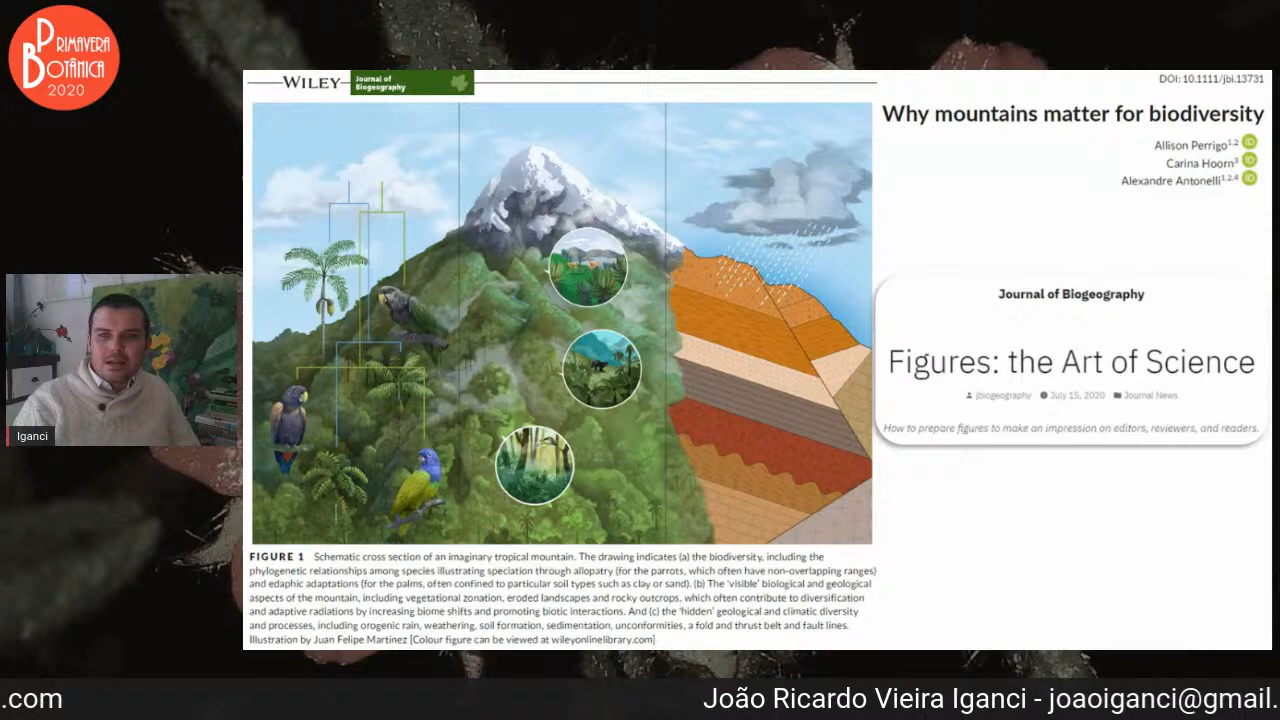 PRIMAVERA
BOTÂNICA
2020
WILEY
Journal of
Biogeography
DOI: 10.1111/jbi.13731
Why mountains matter for biodiversity
Allison Perrigo1,2 iD
Carina Hoorn3 iD
Alexandre Antonelli1,2,4 iD
Journal of Biogeography
Figures: the Art of Science
jbiogeography July 15, 2020 Journal News
How to prepare figures to make an impression on editors, reviewers, and readers.
Iganci
FIGURE 1 Schematic cross section of an imaginary tropical mountain. The drawing indicates (a) the biodiversity, including the
phylogenetic relationships among species illustrating speciation through allopatry (for the parrots, which often have non-overlapping ranges)
and edaphic adaptations (for the palms, often confined to particular soil types such as clay or sand). (b) The 'visible' biological and geological
aspects of the mountain, including vegetational zonation, eroded landscapes and rocky outcrops, which often contribute to diversification
and adaptive radiations by increasing biome shifts and promoting biotic interactions. And (c) the 'hidden' geological and climatic diversity
and processes, including orogenic rain, weathering, soil formation, sedimentation, unconformities, a fold and thrust belt and fault lines.
Illustration by Juan Felipe Martínez [Colour figure can be viewed at wileyonlinelibrary.com]
.com João Ricardo Vieira Iganci - joaoiganci@gmail.